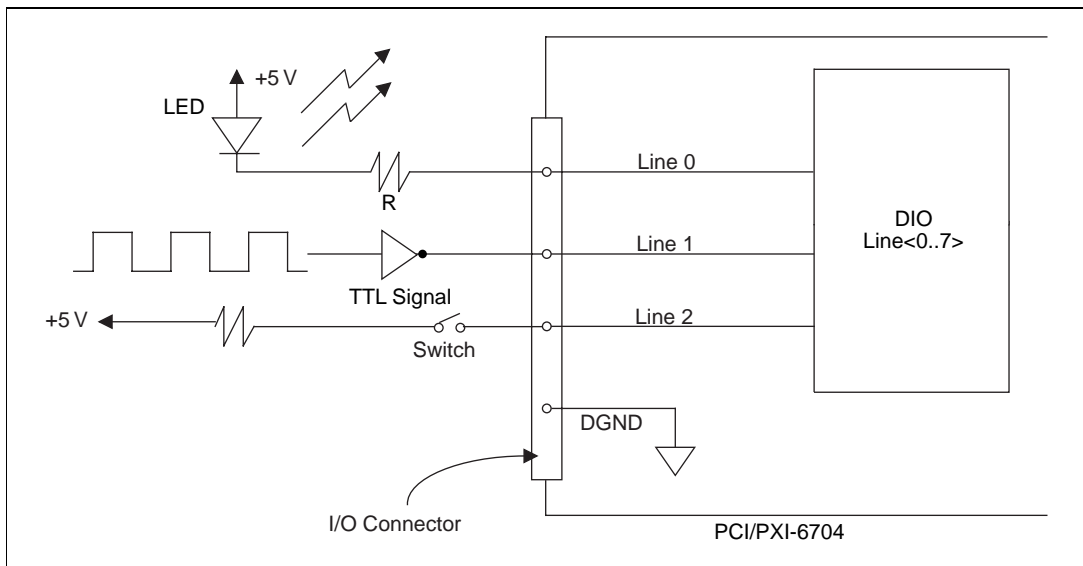 +5 V
LED
Line 0
R
DIO
Line<0..7>
Line 1
TTL Signal
+5 V
Line 2
Switch
DGND
I/O Connector
PCI/PXI-6704